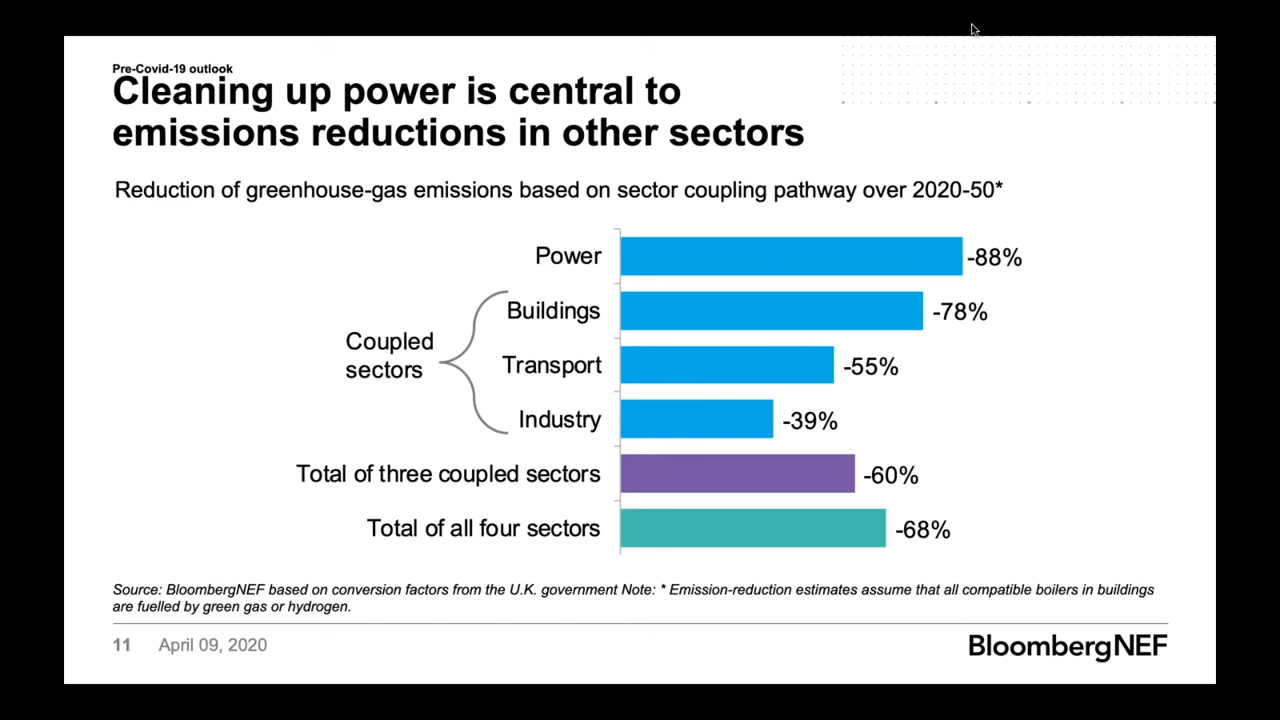 Pre-Covid-19 outlook
Cleaning up power is central to
emissions reductions in other sectors
Reduction of greenhouse-gas emissions based on sector coupling pathway over 2020-50*
Power
-88%
Buildings
-78%
Coupled
sectors
Transport
-55%
Industry
-39%
Total of three coupled sectors
-60%
Total of all four sectors
-68%
Source: BloombergNEF based on conversion factors from the U.K. government Note: * Emission-reduction estimates assume that all compatible boilers in buildings
are fuelled by green gas or hydrogen.
11 April 09, 2020
BloombergNEF